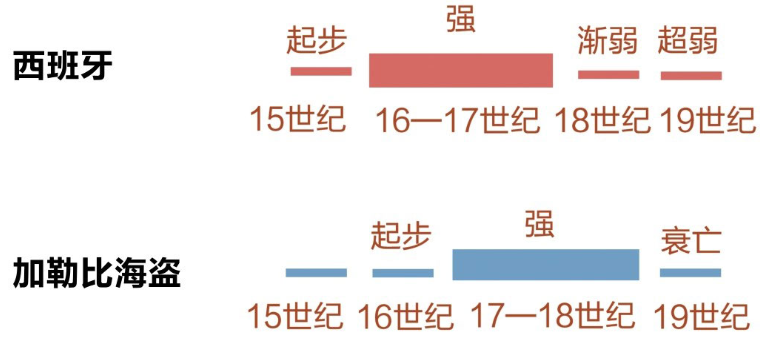 强
起步 渐弱 超弱
西班牙
15世纪 16—17世纪 18世纪 19世纪
强
起步 衰亡
加勒比海盗
15世纪 16世纪 17—18世纪 19世纪